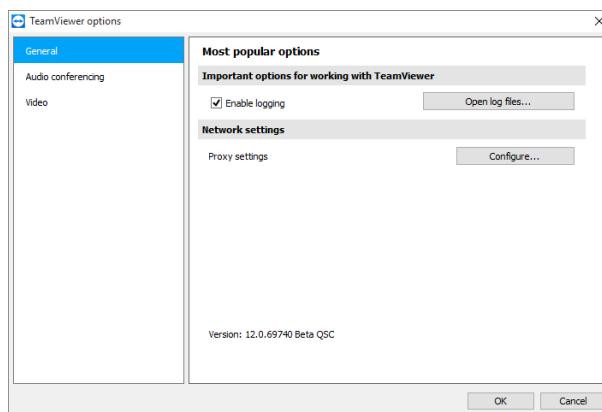 TeamViewer options
General
Audio conferencing
Video
Most popular options
Important options for working with TeamViewer
Enable logging
Open log files...
Network settings
Proxy settings
Configure...
Version: 12.0.69740 Beta QSC
OK
Cancel